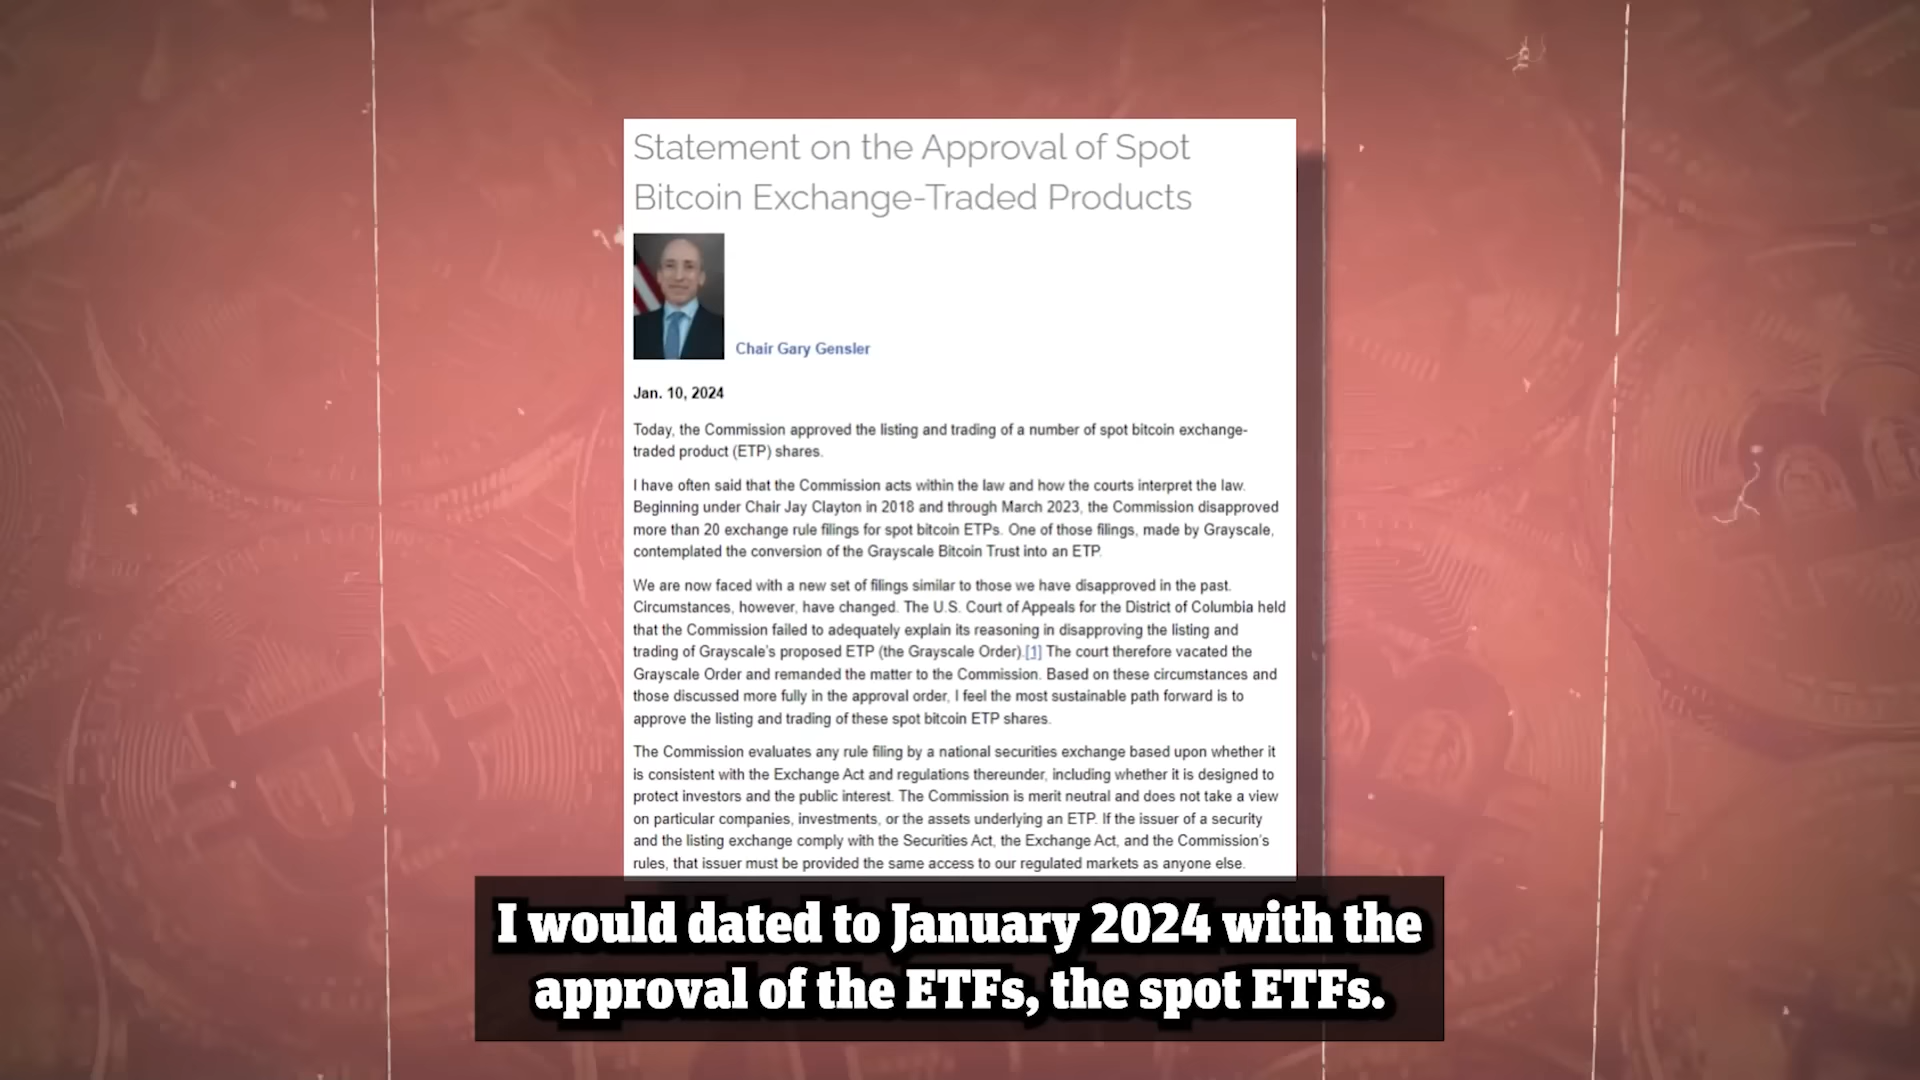 Statement on the Approval of Spot
Bitcoin Exchange-Traded Products
Chair Gary Gensler
Jan. 10, 2024
Today, the Commission approved the listing and trading of a number of spot bitcoin exchange-
traded product (ETP) shares.
I have often said that the Commission acts within the law and how the courts interpret the law.
Beginning under Chair Jay Clayton in 2018 and through March 2023, the Commission disapproved
more than 20 exchange rule filings for spot bitcoin ETPs. One of those filings, made by Grayscale,
contemplated the conversion of the Grayscale Bitcoin Trust into an ETP.
We are now faced with a new set of filings similar to those we have disapproved in the past.
Circumstances, however, have changed. The U.S. Court of Appeals for the District of Columbia held
that the Commission failed to adequately explain its reasoning in disapproving the listing and
trading of Grayscale's proposed ETP (the Grayscale Order).[1] The court therefore vacated the
Grayscale Order and remanded the matter to the Commission. Based on these circumstances and
those discussed more fully in the approval order, I feel the most sustainable path forward is to
approve the listing and trading of these spot bitcoin ETP shares.
The Commission evaluates any rule filing by a national securities exchange based upon whether it
is consistent with the Exchange Act and regulations thereunder, including whether it is designed to
protect investors and the public interest. The Commission is merit neutral and does not take a view
on particular companies, investments, or the assets underlying an ETP. If the issuer of a security
and the listing exchange comply with the Securities Act, the Exchange Act, and the Commission's
rules, that issuer must be provided the same access to our regulated markets as anyone else.
I would dated to January 2024 with the
approval of the ETFs, the spot ETFs.